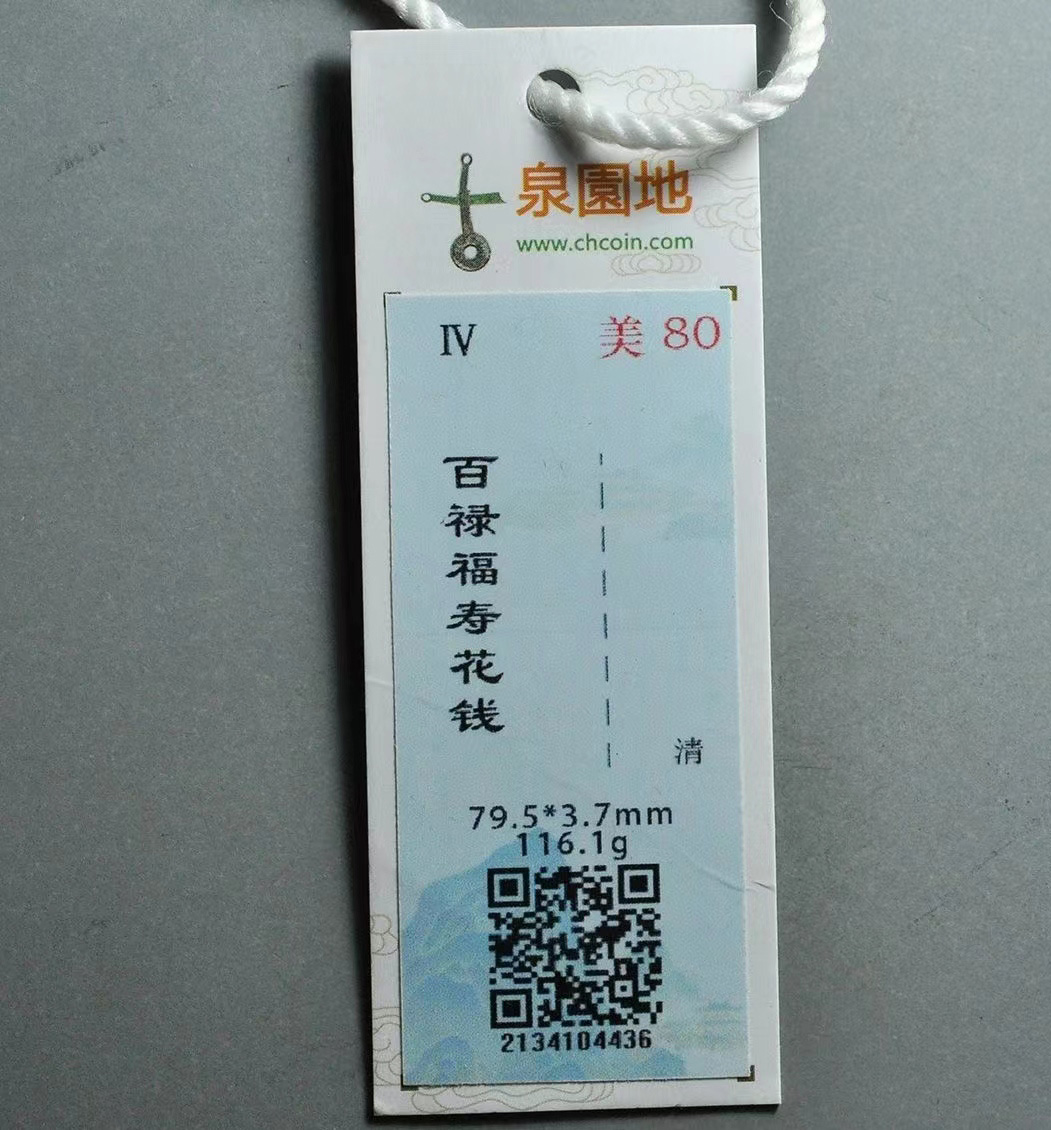 泉園地
www.chcoin.com
IV 美 80
百禄福寿花钱
清
79.5*3.7mm
116.1g
2134104436